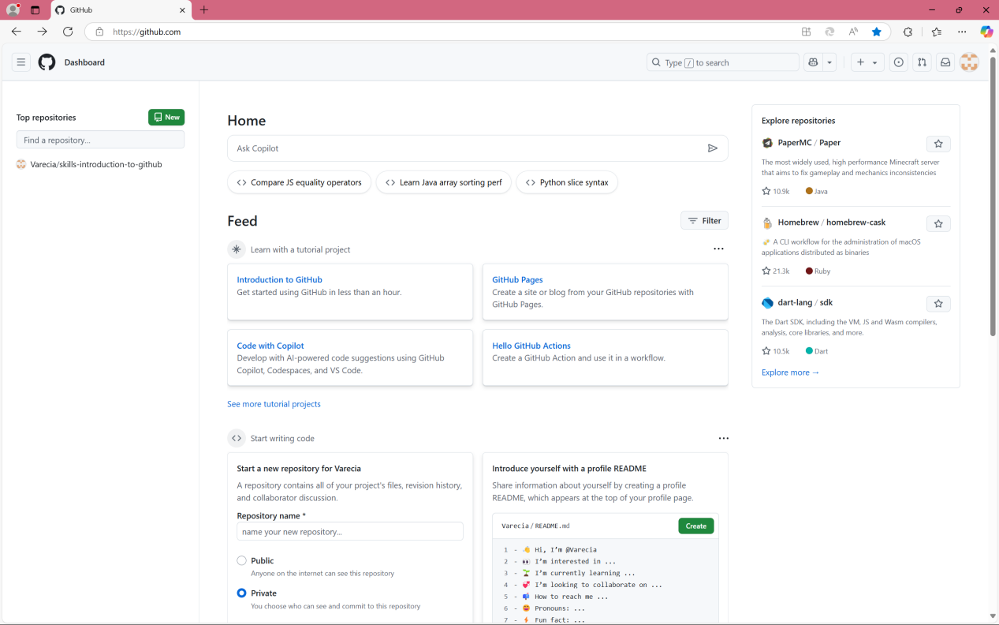 GitHub
https://github.com
Dashboard
Type / to search
Top repositories
New
Find a repository...
Varecia/skills-introduction-to-github
Home
Ask Copilot
Compare JS equality operators
Learn Java array sorting perf
Python slice syntax
Feed
Filter
Learn with a tutorial project
Introduction to GitHub
Get started using GitHub in less than an hour.
GitHub Pages
Create a site or blog from your GitHub repositories with
GitHub Pages.
Code with Copilot
Develop with AI-powered code suggestions using GitHub
Copilot, Codespaces, and VS Code.
Hello GitHub Actions
Create a GitHub Action and use it in a workflow.
See more tutorial projects
Start writing code
Start a new repository for Varecia
A repository contains all of your project's files, revision history,
and collaborator discussion.
Repository name *
name your new repository...
Public
Anyone on the internet can see this repository
Private
You choose who can see and commit to this repository
Introduce yourself with a profile README
Share information about yourself by creating a profile
README, which appears at the top of your profile page.
Varecia / README.md
Create
1 - 👋 Hi, I'm @Varecia
2 - 👀 I'm interested in ...
3 - 🌱 I'm currently learning ...
4 - 💞️ I'm looking to collaborate on ...
5 - 📫 How to reach me ...
6 - 😄 Pronouns: ...
7 - ⚡ Fun fact: ...
Explore repositories
PaperMC / Paper
The most widely used, high performance Minecraft server
that aims to fix gameplay and mechanics inconsistencies
10.9k
Java
Homebrew / homebrew-cask
🍻 A CLI workflow for the administration of macOS
applications distributed as binaries
21.3k
Ruby
dart-lang / sdk
The Dart SDK, including the VM, JS and Wasm compilers,
analysis, core libraries, and more.
10.5k
Dart
Explore more →